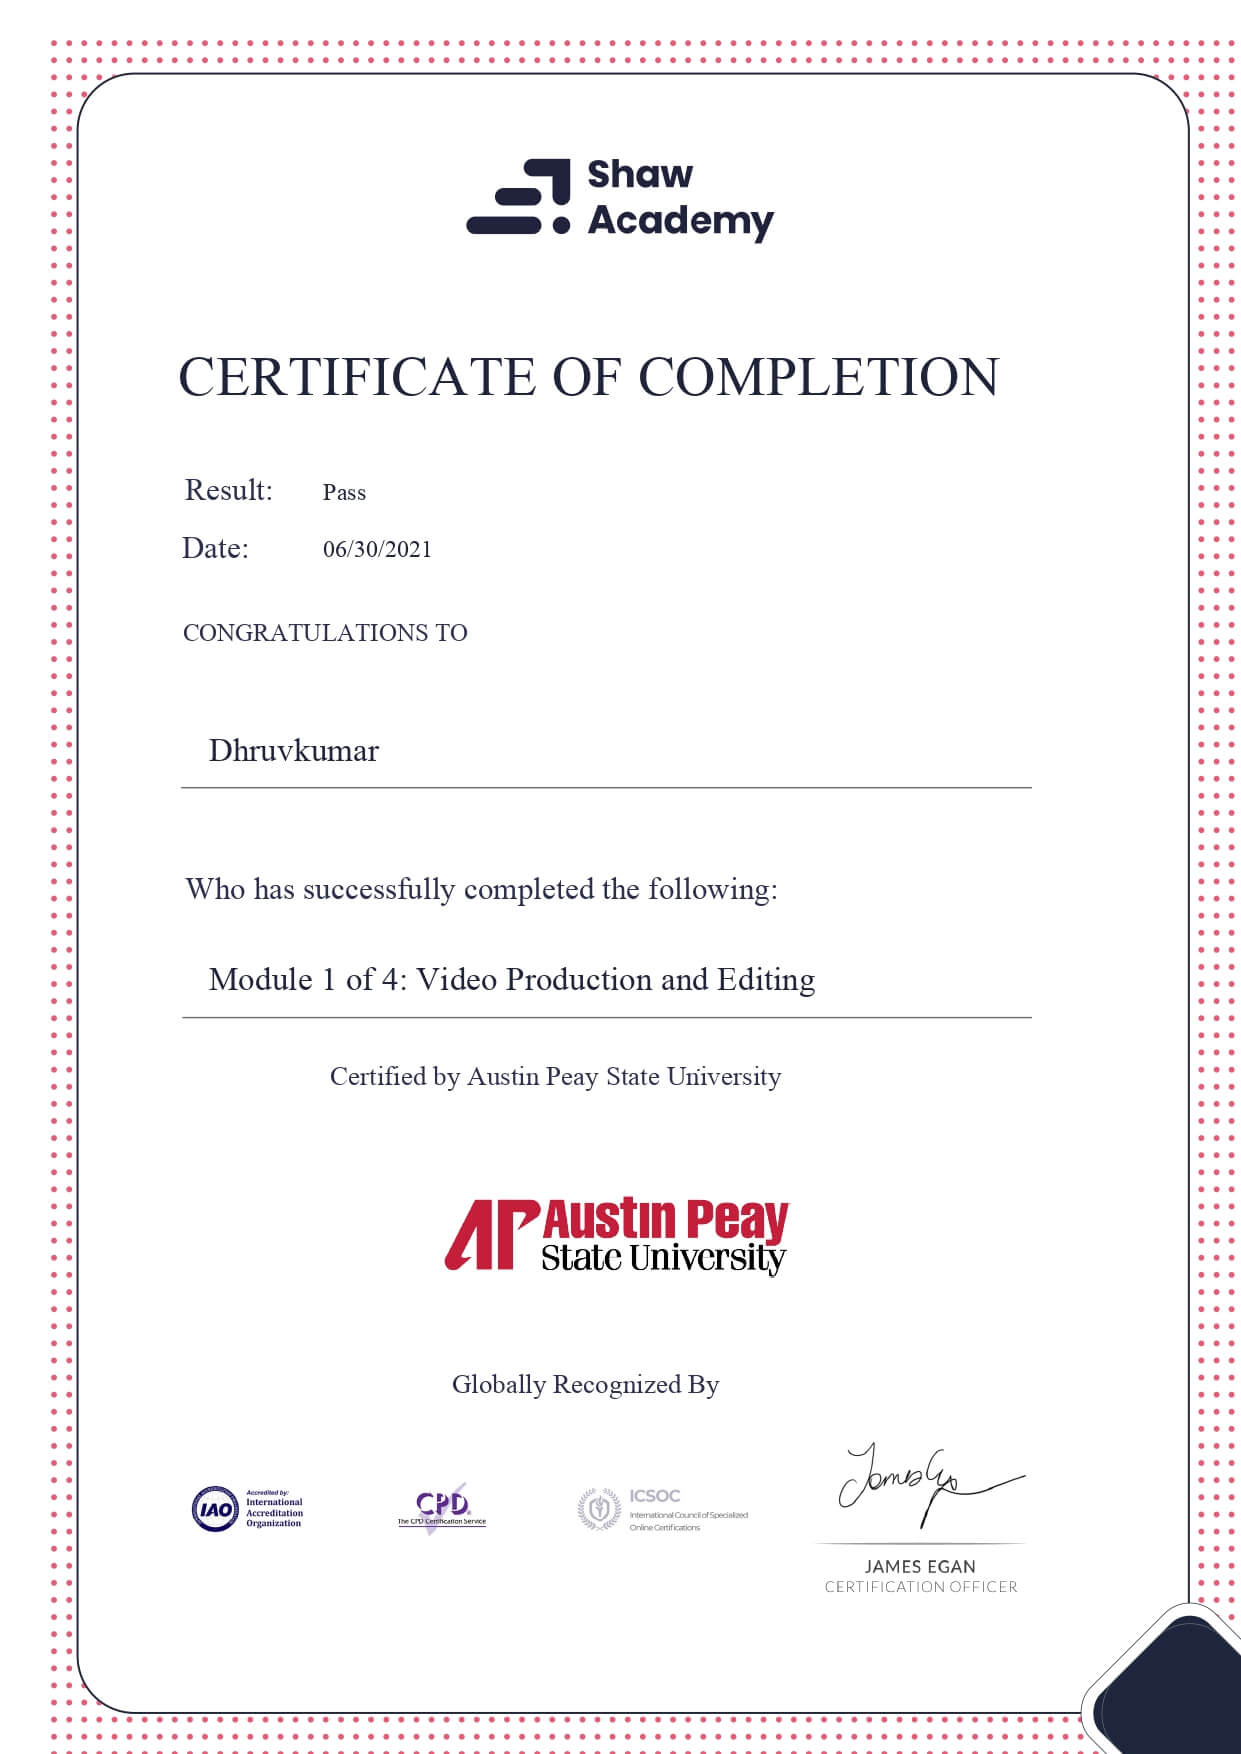 Shaw
Academy
CERTIFICATE OF COMPLETION
Result: Pass
Date: 06/30/2021
CONGRATULATIONS TO
Dhruvkumar
Who has successfully completed the following:
Module 1 of 4: Video Production and Editing
Certified by Austin Peay State University
AP Austin Peay
State University
Globally Recognized By
IAO
Accredited by:
International
Accreditation
Organization
CPD
The CPD Certification Service
ICSOC
International Council of Specialized
Online Certifications
JAMES EGAN
CERTIFICATION OFFICER